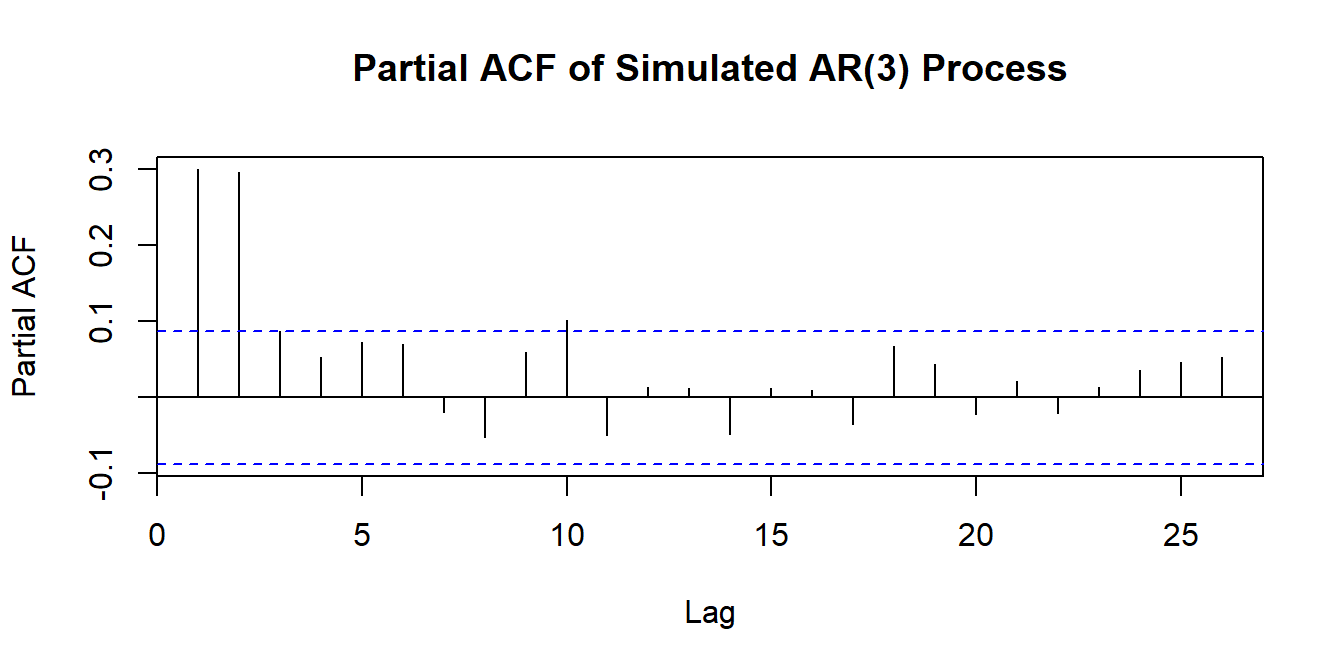 Partial ACF of Simulated AR(3) Process
Partial ACF
0.3
0.2
0.1
-0.1
0 5 10 15 20 25
Lag